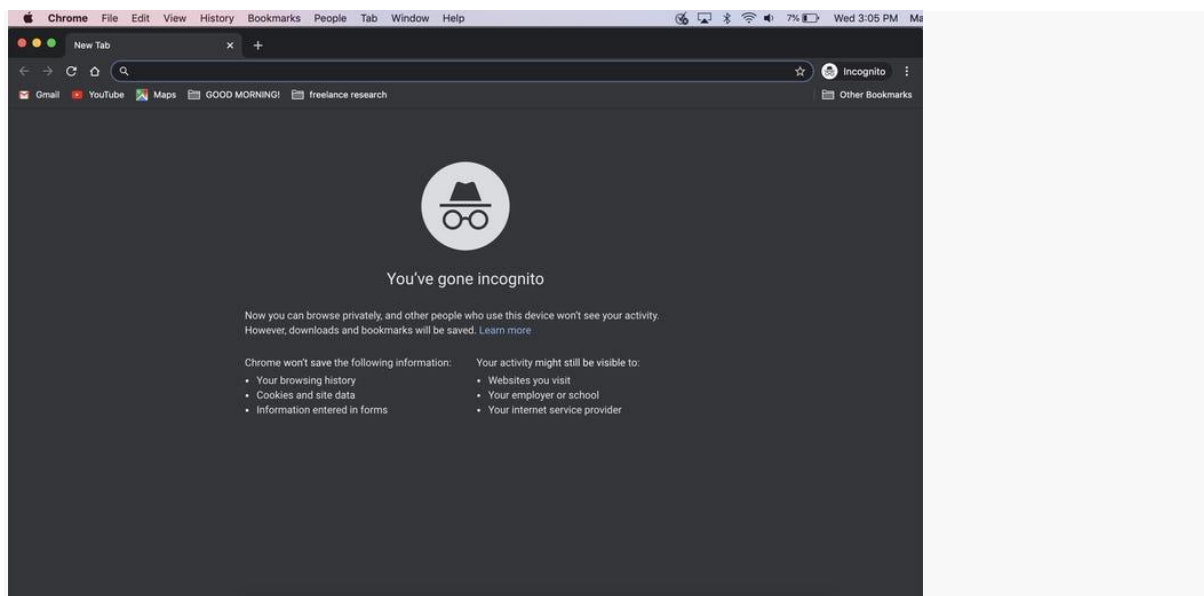 Chrome File Edit View History Bookmarks People Tab Window Help 7% Wed 3:05 PM Ma
New Tab
Incognito
Gmail YouTube Maps GOOD MORNING! freelance research Other Bookmarks
You've gone incognito
Now you can browse privately, and other people who use this device won't see your activity.
However, downloads and bookmarks will be saved. Learn more
Chrome won't save the following information:
• Your browsing history
• Cookies and site data
• Information entered in forms
Your activity might still be visible to:
• Websites you visit
• Your employer or school
• Your internet service provider